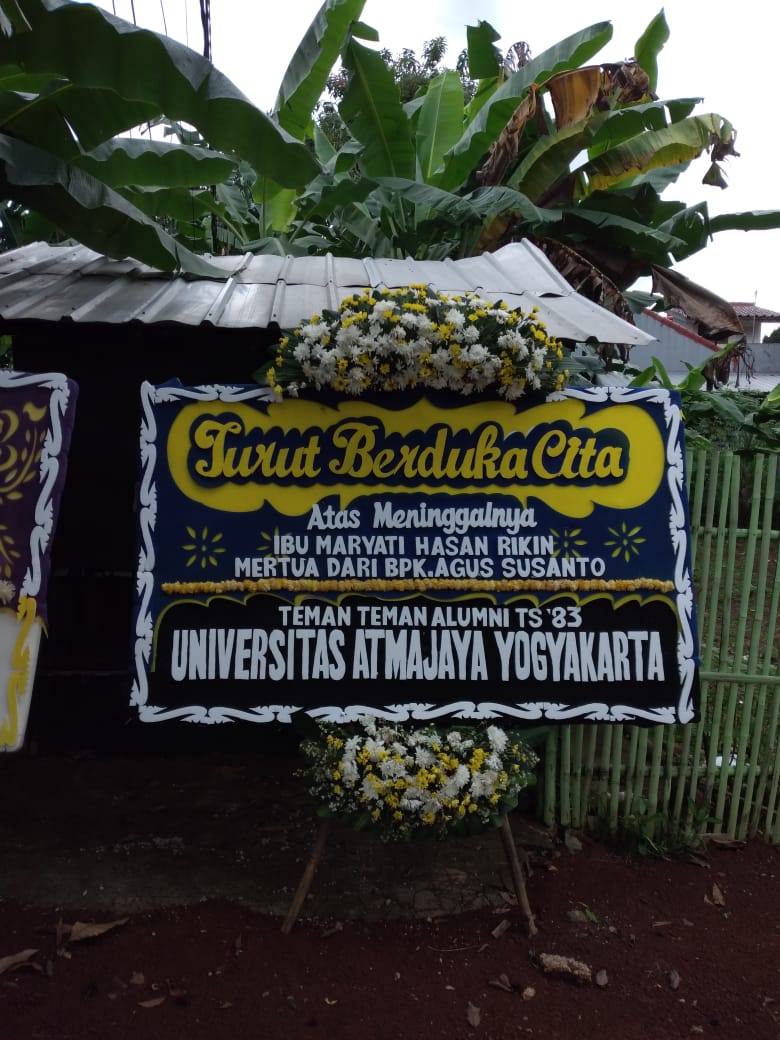 Turut Berduka Cita
Atas Meninggalnya
IBU MARYATI HASAN RIKIN
MERTUA DARI BPK.AGUS SUSANTO
TEMAN TEMAN ALUMNI TS '83
UNIVERSITAS ATMAJAYA YOGYAKARTA